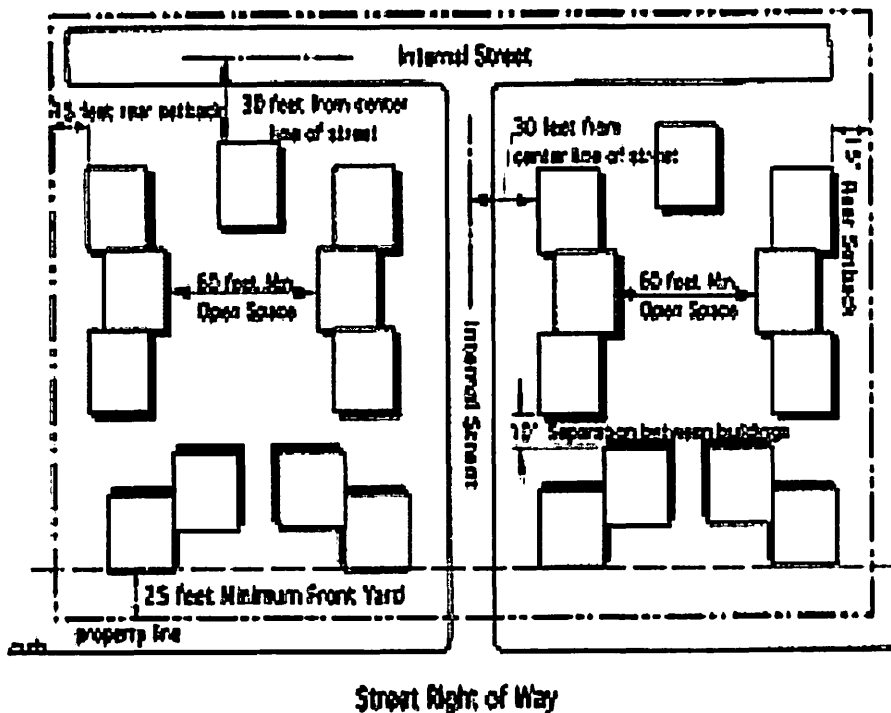 Internal Street
15 feet rear setback
30 feet from center
line of street
30 feet from
center line of street
15" Rear Setback
60 feet Min.
Open Space
60 feet Min.
Open Space
Internal Street
10" Separation between buildings
25 feet Minimum Front Yard
property line
curb
Street Right of Way